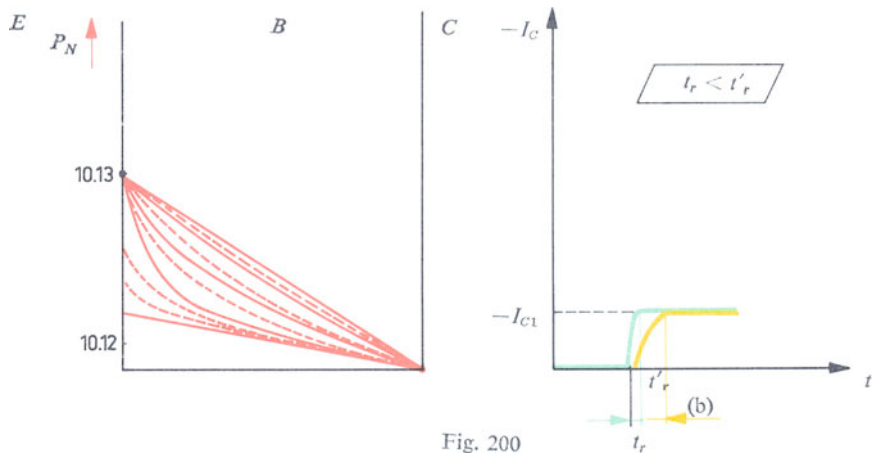 E
P_N
B
C
10.13
10.12
−I_C
t_r < t'_r
−I_C1
t'_r
t
(b)
t_r
Fig. 200